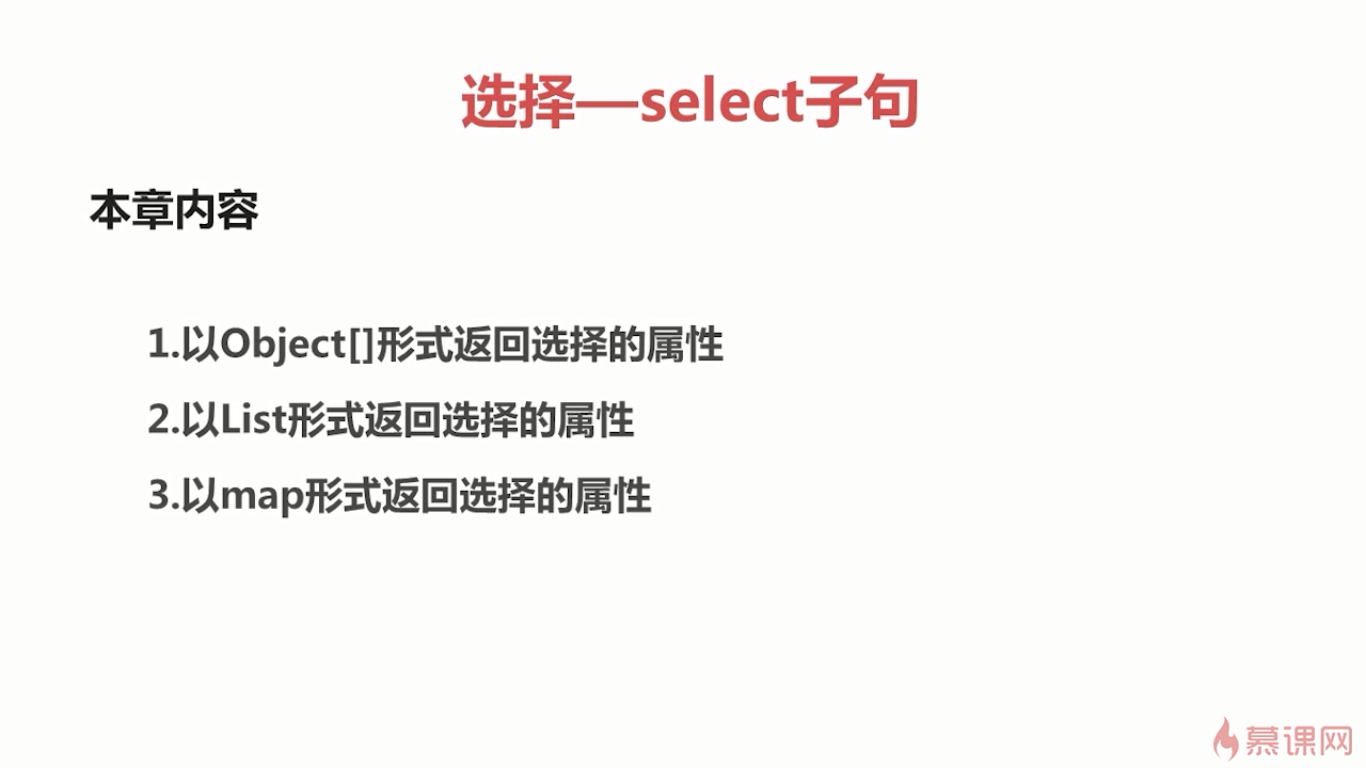 选择—select子句
本章内容
1.以Object[]形式返回选择的属性
2.以List形式返回选择的属性
3.以map形式返回选择的属性
慕课网